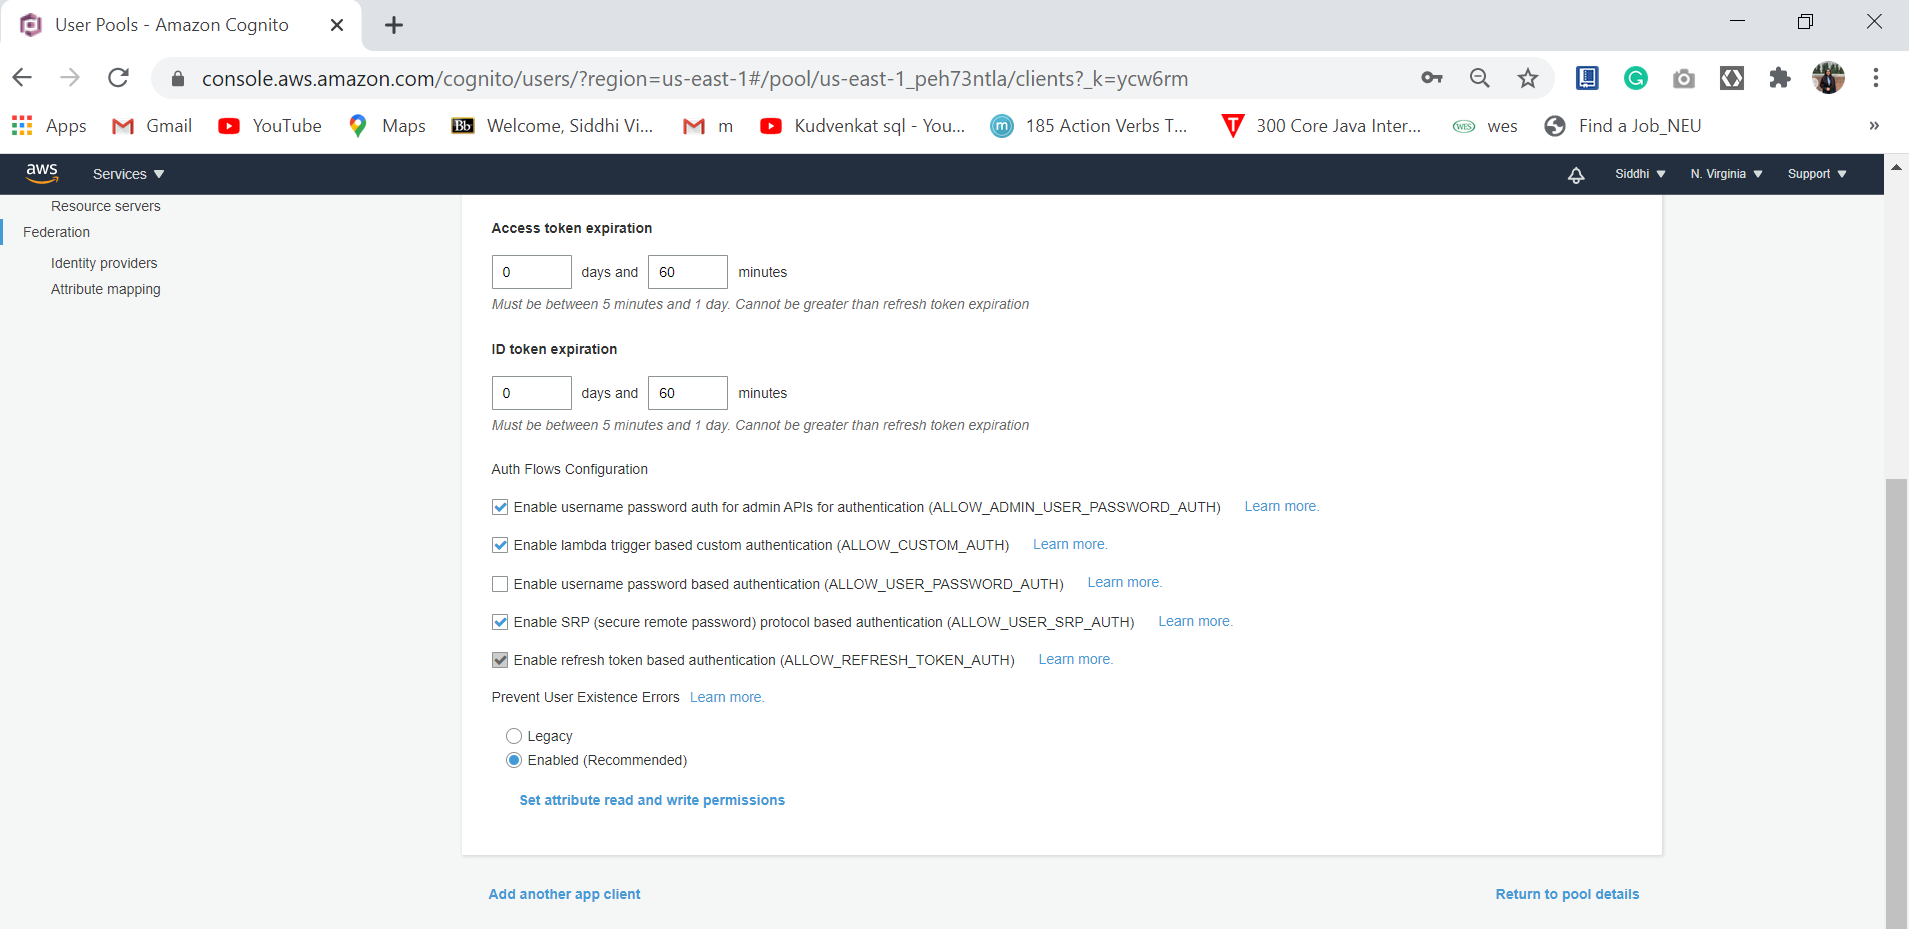 User Pools - Amazon Cognito
console.aws.amazon.com/cognito/users/?region=us-east-1#/pool/us-east-1_peh73ntla/clients?_k=ycw6rm
Apps Gmail YouTube Maps Bb Welcome, Siddhi Vi... m Kudvenkat sql - You... m 185 Action Verbs T... T 300 Core Java Inter... WES wes Find a Job_NEU »
aws Services Siddhi N. Virginia Support
Resource servers
Federation
Identity providers
Attribute mapping
Access token expiration
0 days and 60 minutes
Must be between 5 minutes and 1 day. Cannot be greater than refresh token expiration
ID token expiration
0 days and 60 minutes
Must be between 5 minutes and 1 day. Cannot be greater than refresh token expiration
Auth Flows Configuration
Enable username password auth for admin APIs for authentication (ALLOW_ADMIN_USER_PASSWORD_AUTH) Learn more.
Enable lambda trigger based custom authentication (ALLOW_CUSTOM_AUTH) Learn more.
Enable username password based authentication (ALLOW_USER_PASSWORD_AUTH) Learn more.
Enable SRP (secure remote password) protocol based authentication (ALLOW_USER_SRP_AUTH) Learn more.
Enable refresh token based authentication (ALLOW_REFRESH_TOKEN_AUTH) Learn more.
Prevent User Existence Errors Learn more.
Legacy
Enabled (Recommended)
Set attribute read and write permissions
Add another app client Return to pool details